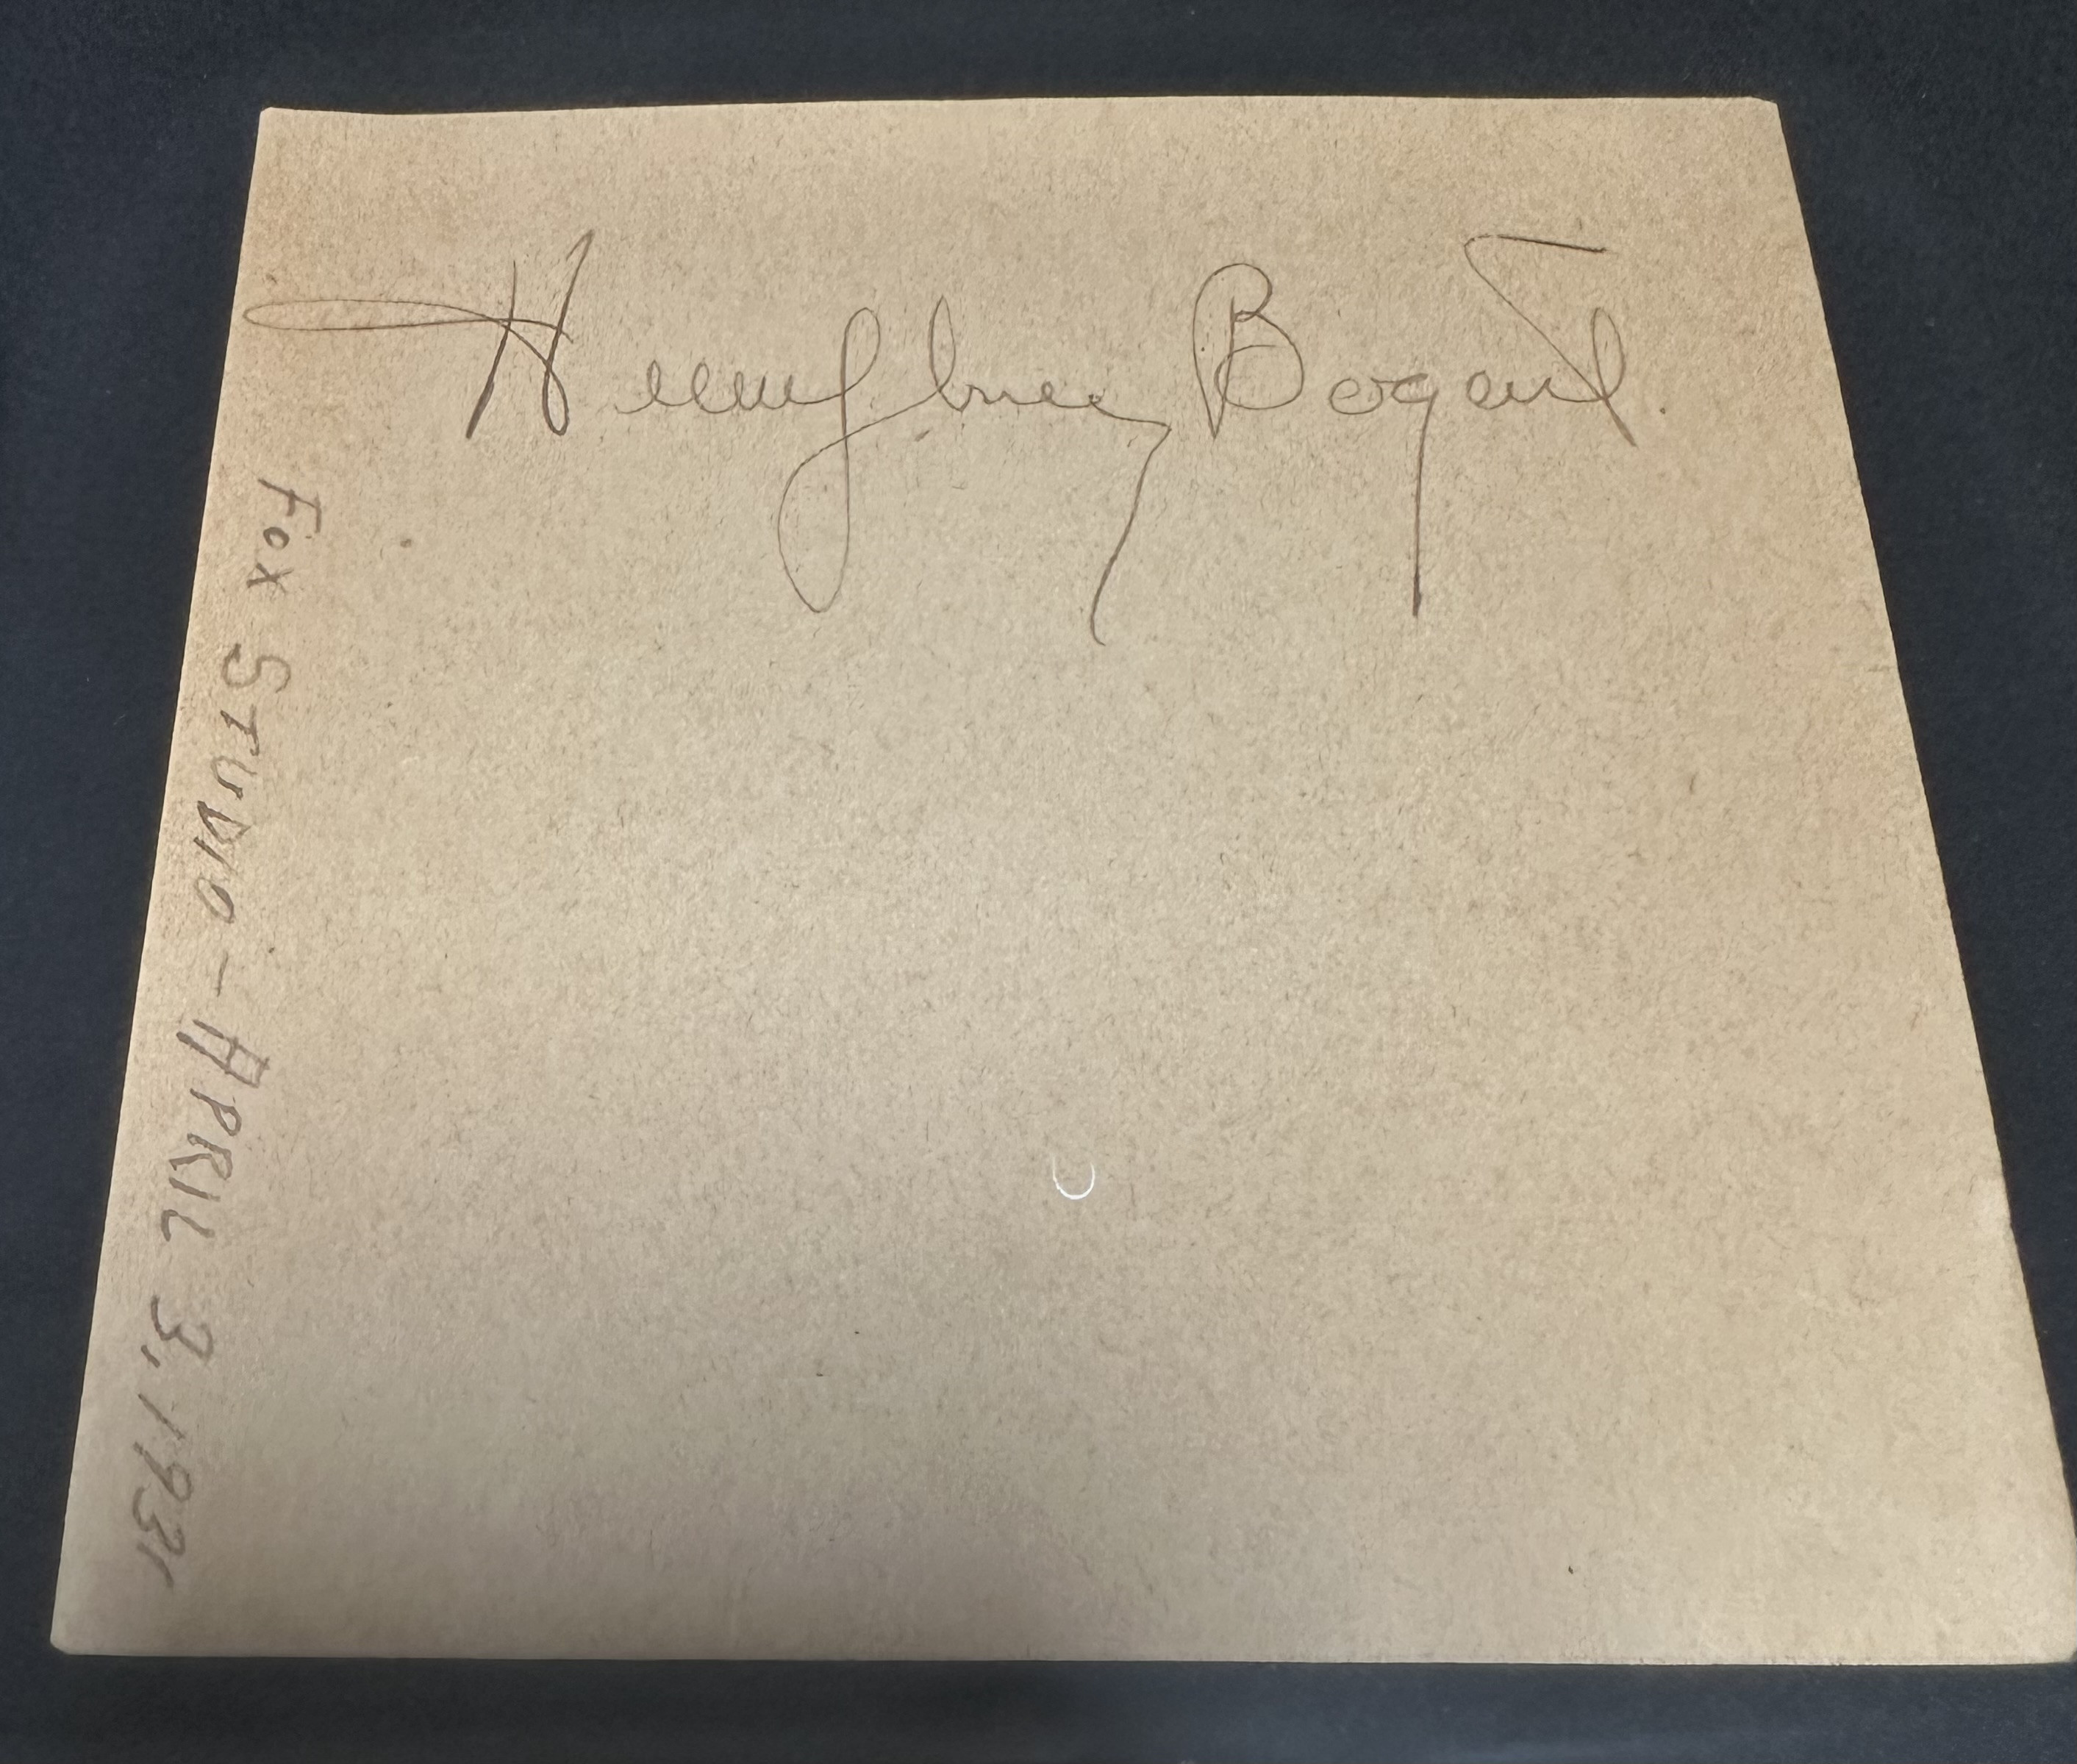 Humphrey Bogart.
FOX STUDIO - APRIL 3, 1931